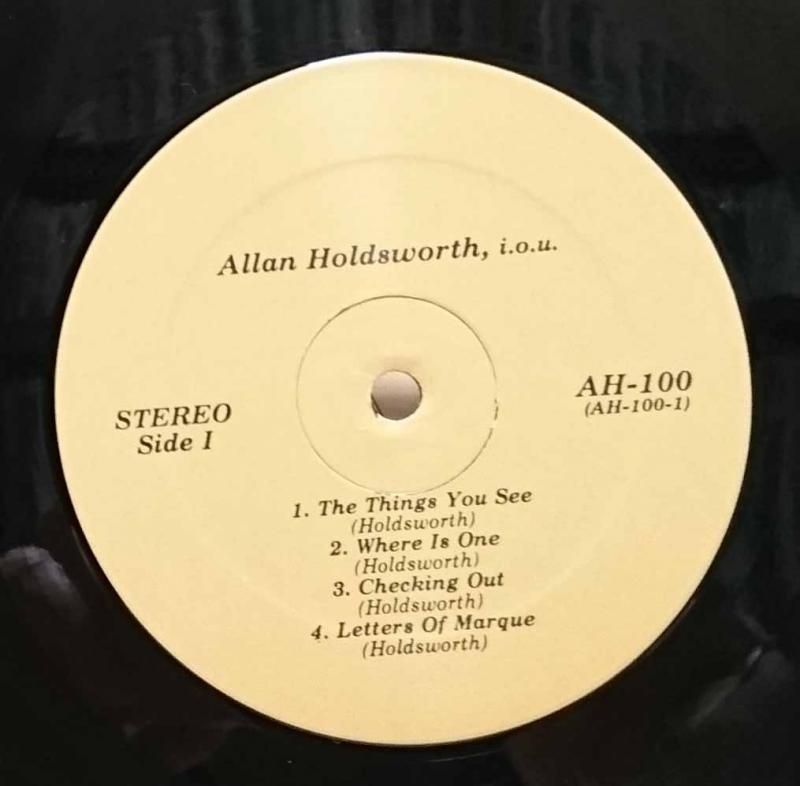 Allan Holdsworth, i.o.u.
STEREO
Side I
AH-100
(AH-100-1)
1. The Things You See
(Holdsworth)
2. Where Is One
(Holdsworth)
3. Checking Out
(Holdsworth)
4. Letters Of Marque
(Holdsworth)